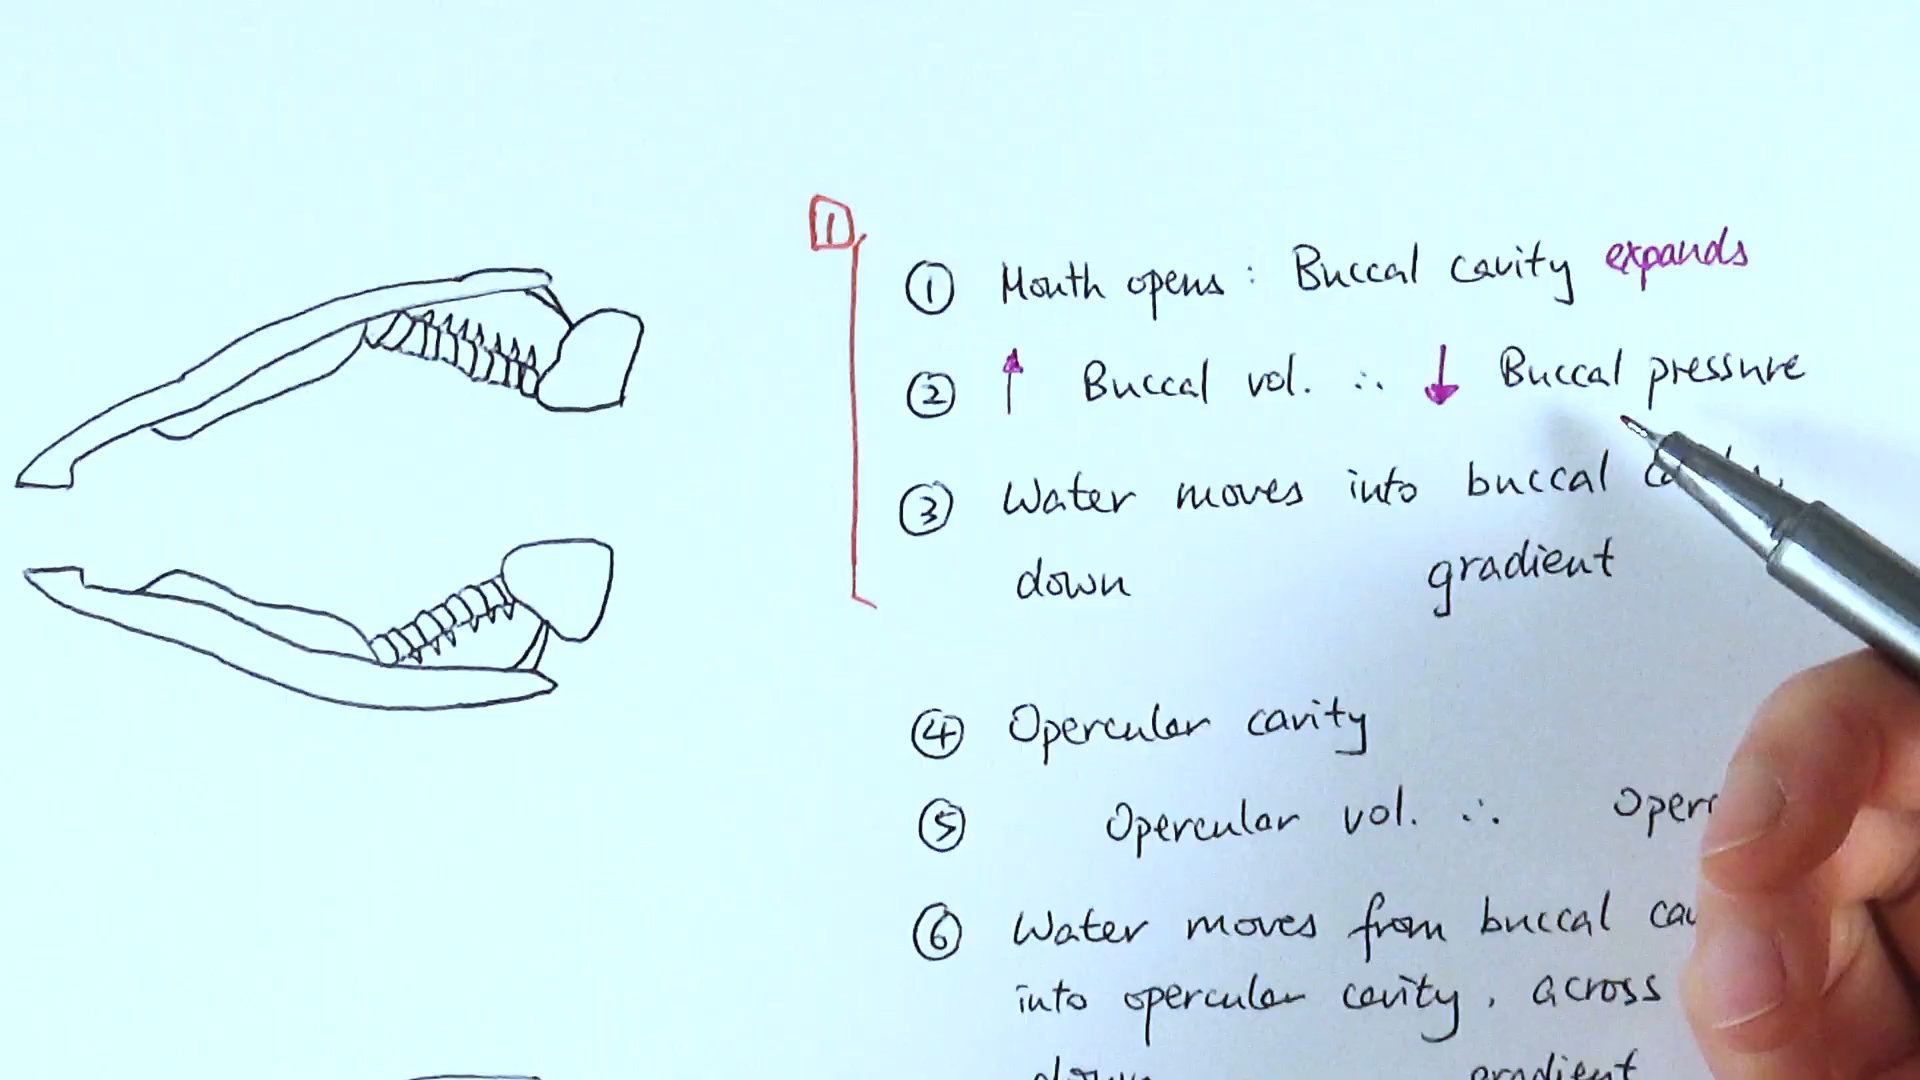 1
① Mouth opens : Buccal cavity expands
② ↑ Buccal vol. ∴ ↓ Buccal pressure
③ Water moves into buccal
down gradient
④ Opercular cavity
⑤ Opercular vol. ∴
⑥ Water moves from buccal
into opercular cavity, across
down gradient